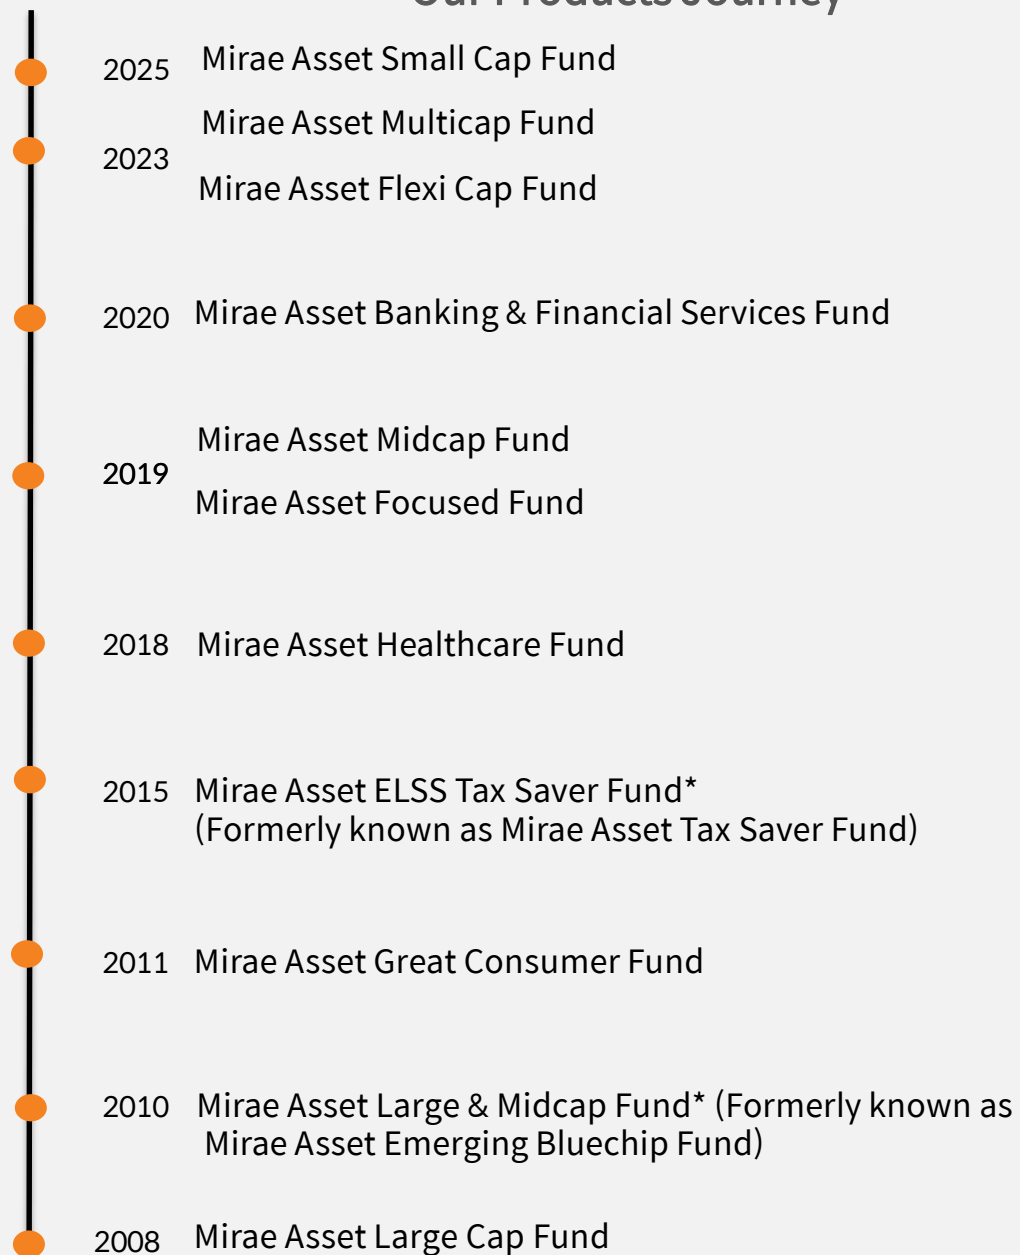 Our Products Journey
2025 Mirae Asset Small Cap Fund
Mirae Asset Multicap Fund
2023
Mirae Asset Flexi Cap Fund
2020 Mirae Asset Banking & Financial Services Fund
Mirae Asset Midcap Fund
2019
Mirae Asset Focused Fund
2018 Mirae Asset Healthcare Fund
2015 Mirae Asset ELSS Tax Saver Fund*
(Formerly known as Mirae Asset Tax Saver Fund)
2011 Mirae Asset Great Consumer Fund
2010 Mirae Asset Large & Midcap Fund* (Formerly known as
Mirae Asset Emerging Bluechip Fund)
2008 Mirae Asset Large Cap Fund